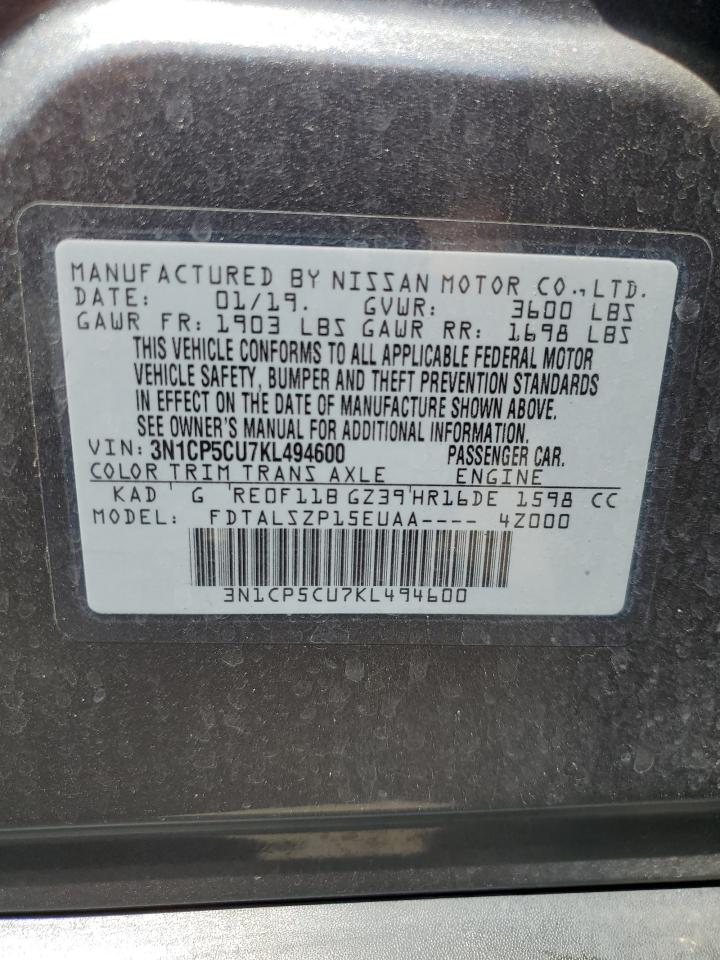 MANUFACTURED BY NISSAN MOTOR CO., LTD.
DATE: 01/19. GVWR: 3600 LBS
GAWR FR: 1903 LBS GAWR RR: 1698 LBS
THIS VEHICLE CONFORMS TO ALL APPLICABLE FEDERAL MOTOR
VEHICLE SAFETY, BUMPER AND THEFT PREVENTION STANDARDS
IN EFFECT ON THE DATE OF MANUFACTURE SHOWN ABOVE.
SEE OWNER'S MANUAL FOR ADDITIONAL INFORMATION.
VIN: 3N1CP5CU7KL494600 PASSENGER CAR.
COLOR TRIM TRANS AXLE ENGINE
KAD G RE0F11B GZ39 HR16DE 1598 CC
MODEL: FDTALSZP15EUAA---- 4Z000
3N1CP5CU7KL494600